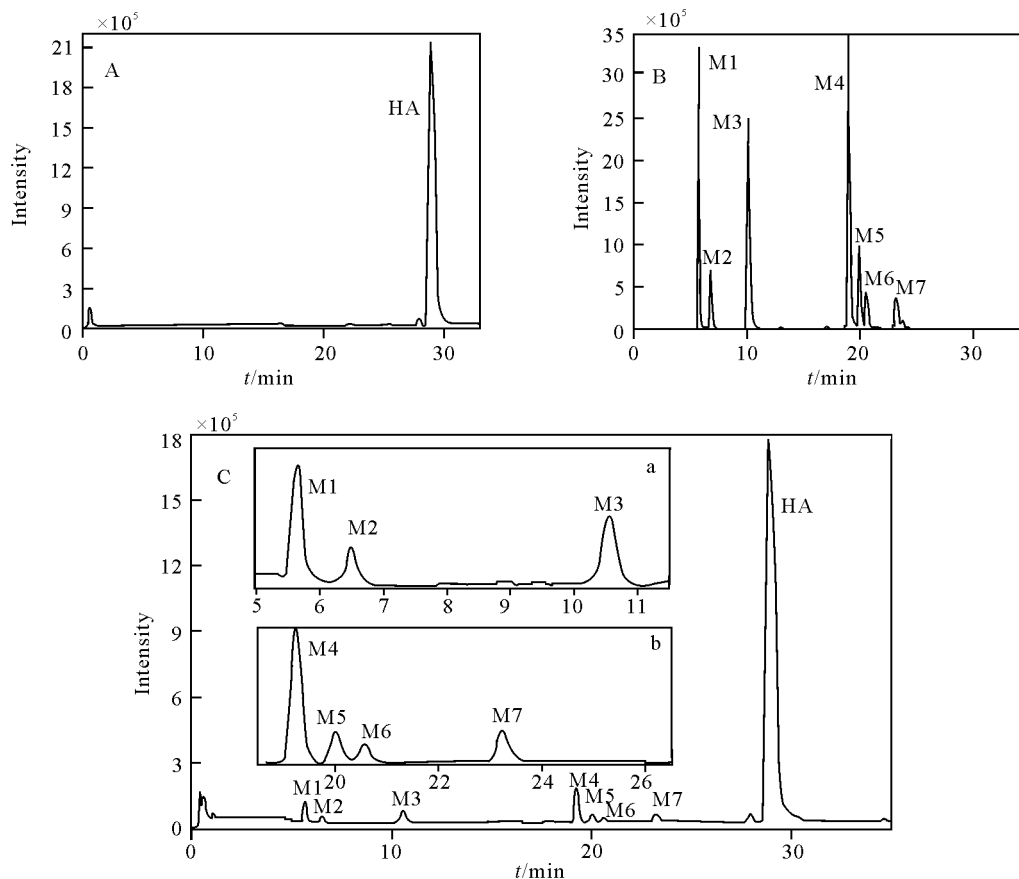 ×10⁵
21
A
18
HA
15
12
9
6
3
0
0 10 20 30
Intensity
t/min
×10⁵
35
M1
30
B
M4
M3
25
20
15
10
M5
M2
5
M6
M7
0
0 10 20 30
Intensity
t/min
×10⁵
18
C
a
M1
M3
HA
15
M2
12
5 6 7 8 9 10 11
b
9
M4
M5
M6
M7
6
20 22 24 26
3
M1
M2
M3
M4
M5
M6
M7
0
0 10 20 30
Intensity
t/min